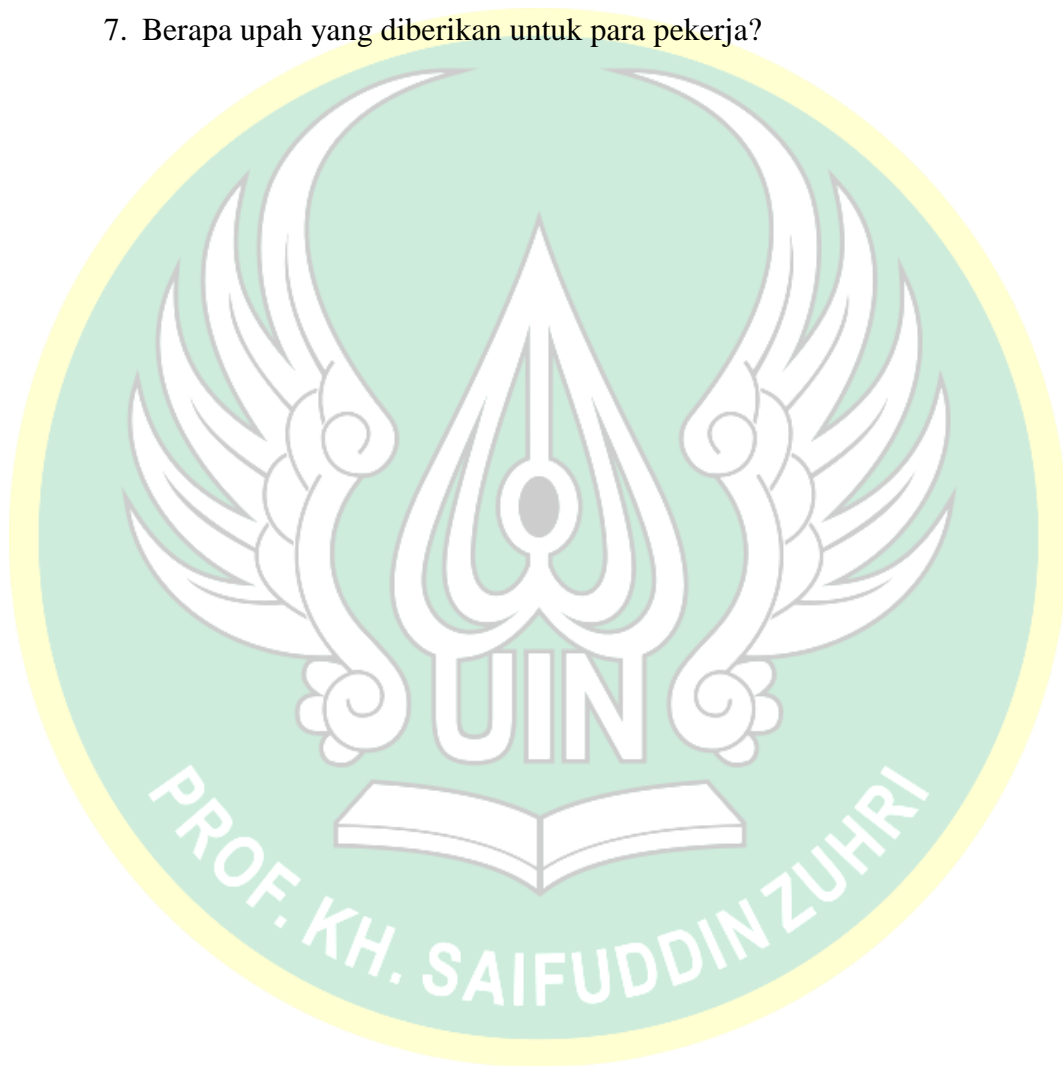 7. Berapa upah yang diberikan untuk para pekerja?
UIN
PROF. KH. SAIFUDDIN ZUHRI